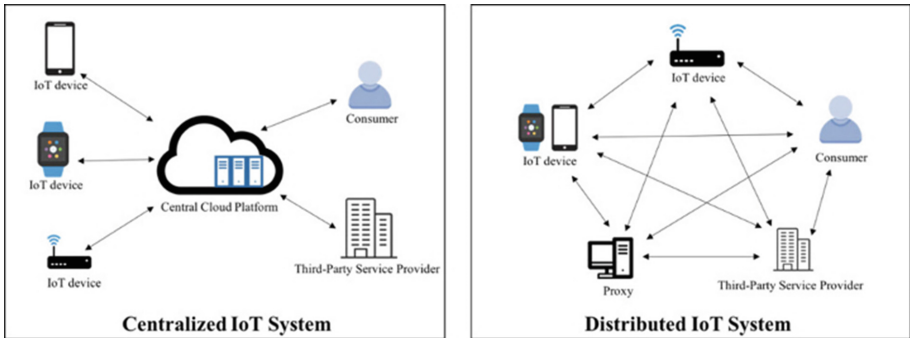 IoT device
IoT device
IoT device
Central Cloud Platform
Consumer
Third-Party Service Provider
Centralized IoT System
IoT device
IoT device
Consumer
Proxy
Third-Party Service Provider
Distributed IoT System